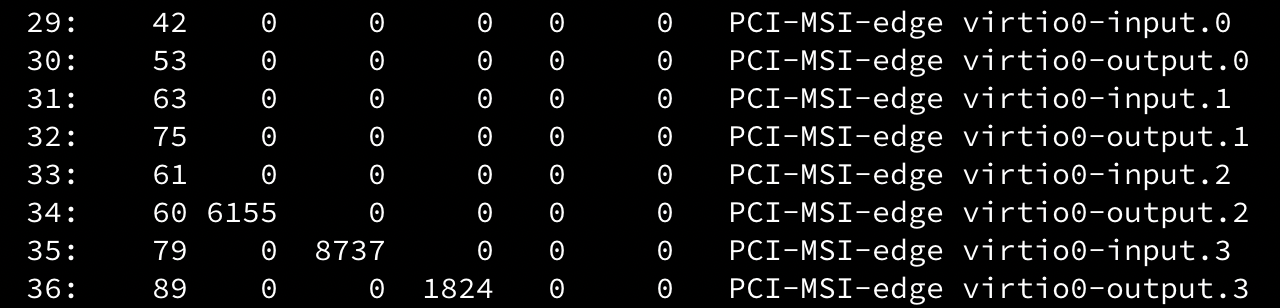 29: 42 0 0 0 0 0 PCI-MSI-edge virtio0-input.0
30: 53 0 0 0 0 0 PCI-MSI-edge virtio0-output.0
31: 63 0 0 0 0 0 PCI-MSI-edge virtio0-input.1
32: 75 0 0 0 0 0 PCI-MSI-edge virtio0-output.1
33: 61 0 0 0 0 0 PCI-MSI-edge virtio0-input.2
34: 60 6155 0 0 0 0 PCI-MSI-edge virtio0-output.2
35: 79 0 8737 0 0 0 PCI-MSI-edge virtio0-input.3
36: 89 0 0 1824 0 0 PCI-MSI-edge virtio0-output.3